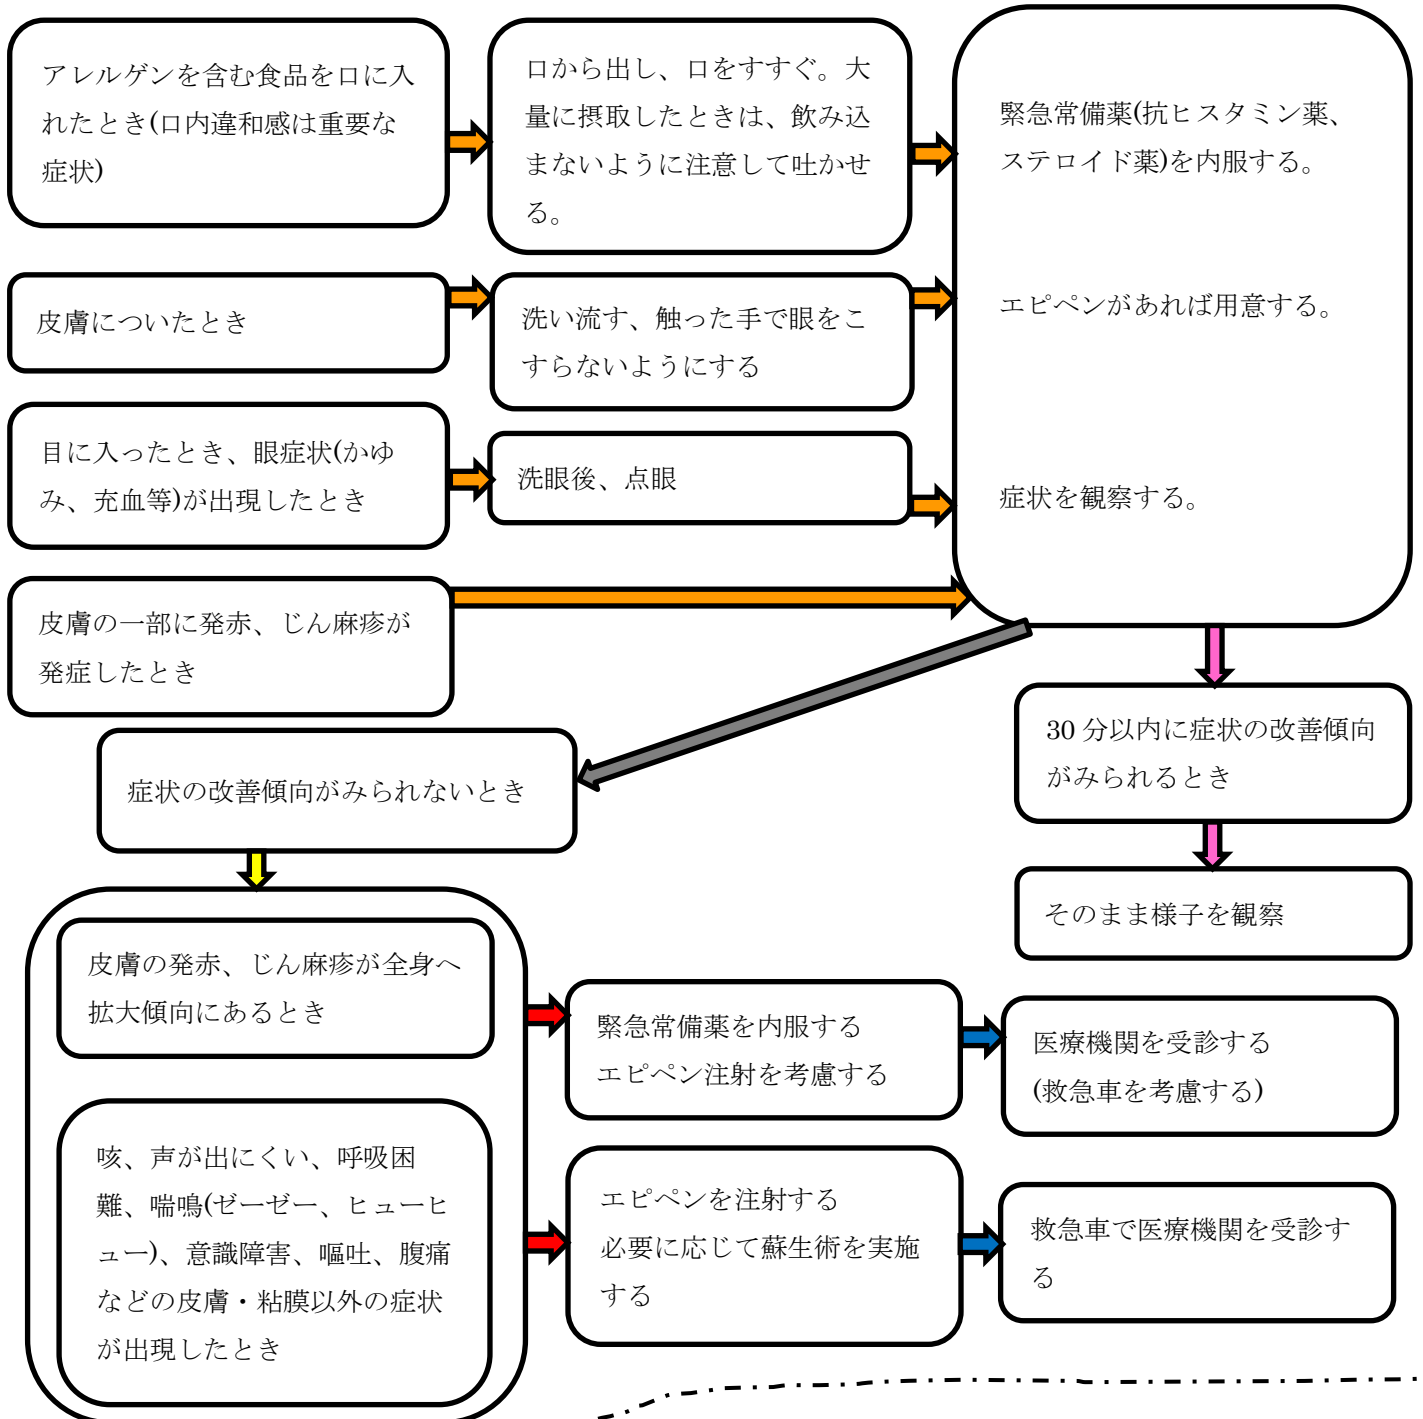 アレルゲンを含む食品を口に入
れたとき(口内違和感は重要な
症状)
口から出し、口をすすぐ。大
量に摂取したときは、飲み込
まないように注意して吐かせ
る。
緊急常備薬(抗ヒスタミン薬、
ステロイド薬)を内服する。
皮膚についたとき
洗い流す、触った手で眼をこ
すらないようにする
エピペンがあれば用意する。
目に入ったとき、眼症状(かゆ
み、充血等)が出現したとき
洗眼後、点眼
症状を観察する。
皮膚の一部に発赤、じん麻疹が
発症したとき
30 分以内に症状の改善傾向
がみられるとき
症状の改善傾向がみられないとき
そのまま様子を観察
皮膚の発赤、じん麻疹が全身へ
拡大傾向にあるとき
緊急常備薬を内服する
エピペン注射を考慮する
医療機関を受診する
(救急車を考慮する)
咳、声が出にくい、呼吸困
難、喘鳴(ゼーゼー、ヒューヒ
ュー)、意識障害、嘔吐、腹痛
などの皮膚・粘膜以外の症状
が出現したとき
エピペンを注射する
必要に応じて蘇生術を実施
する
救急車で医療機関を受診す
る